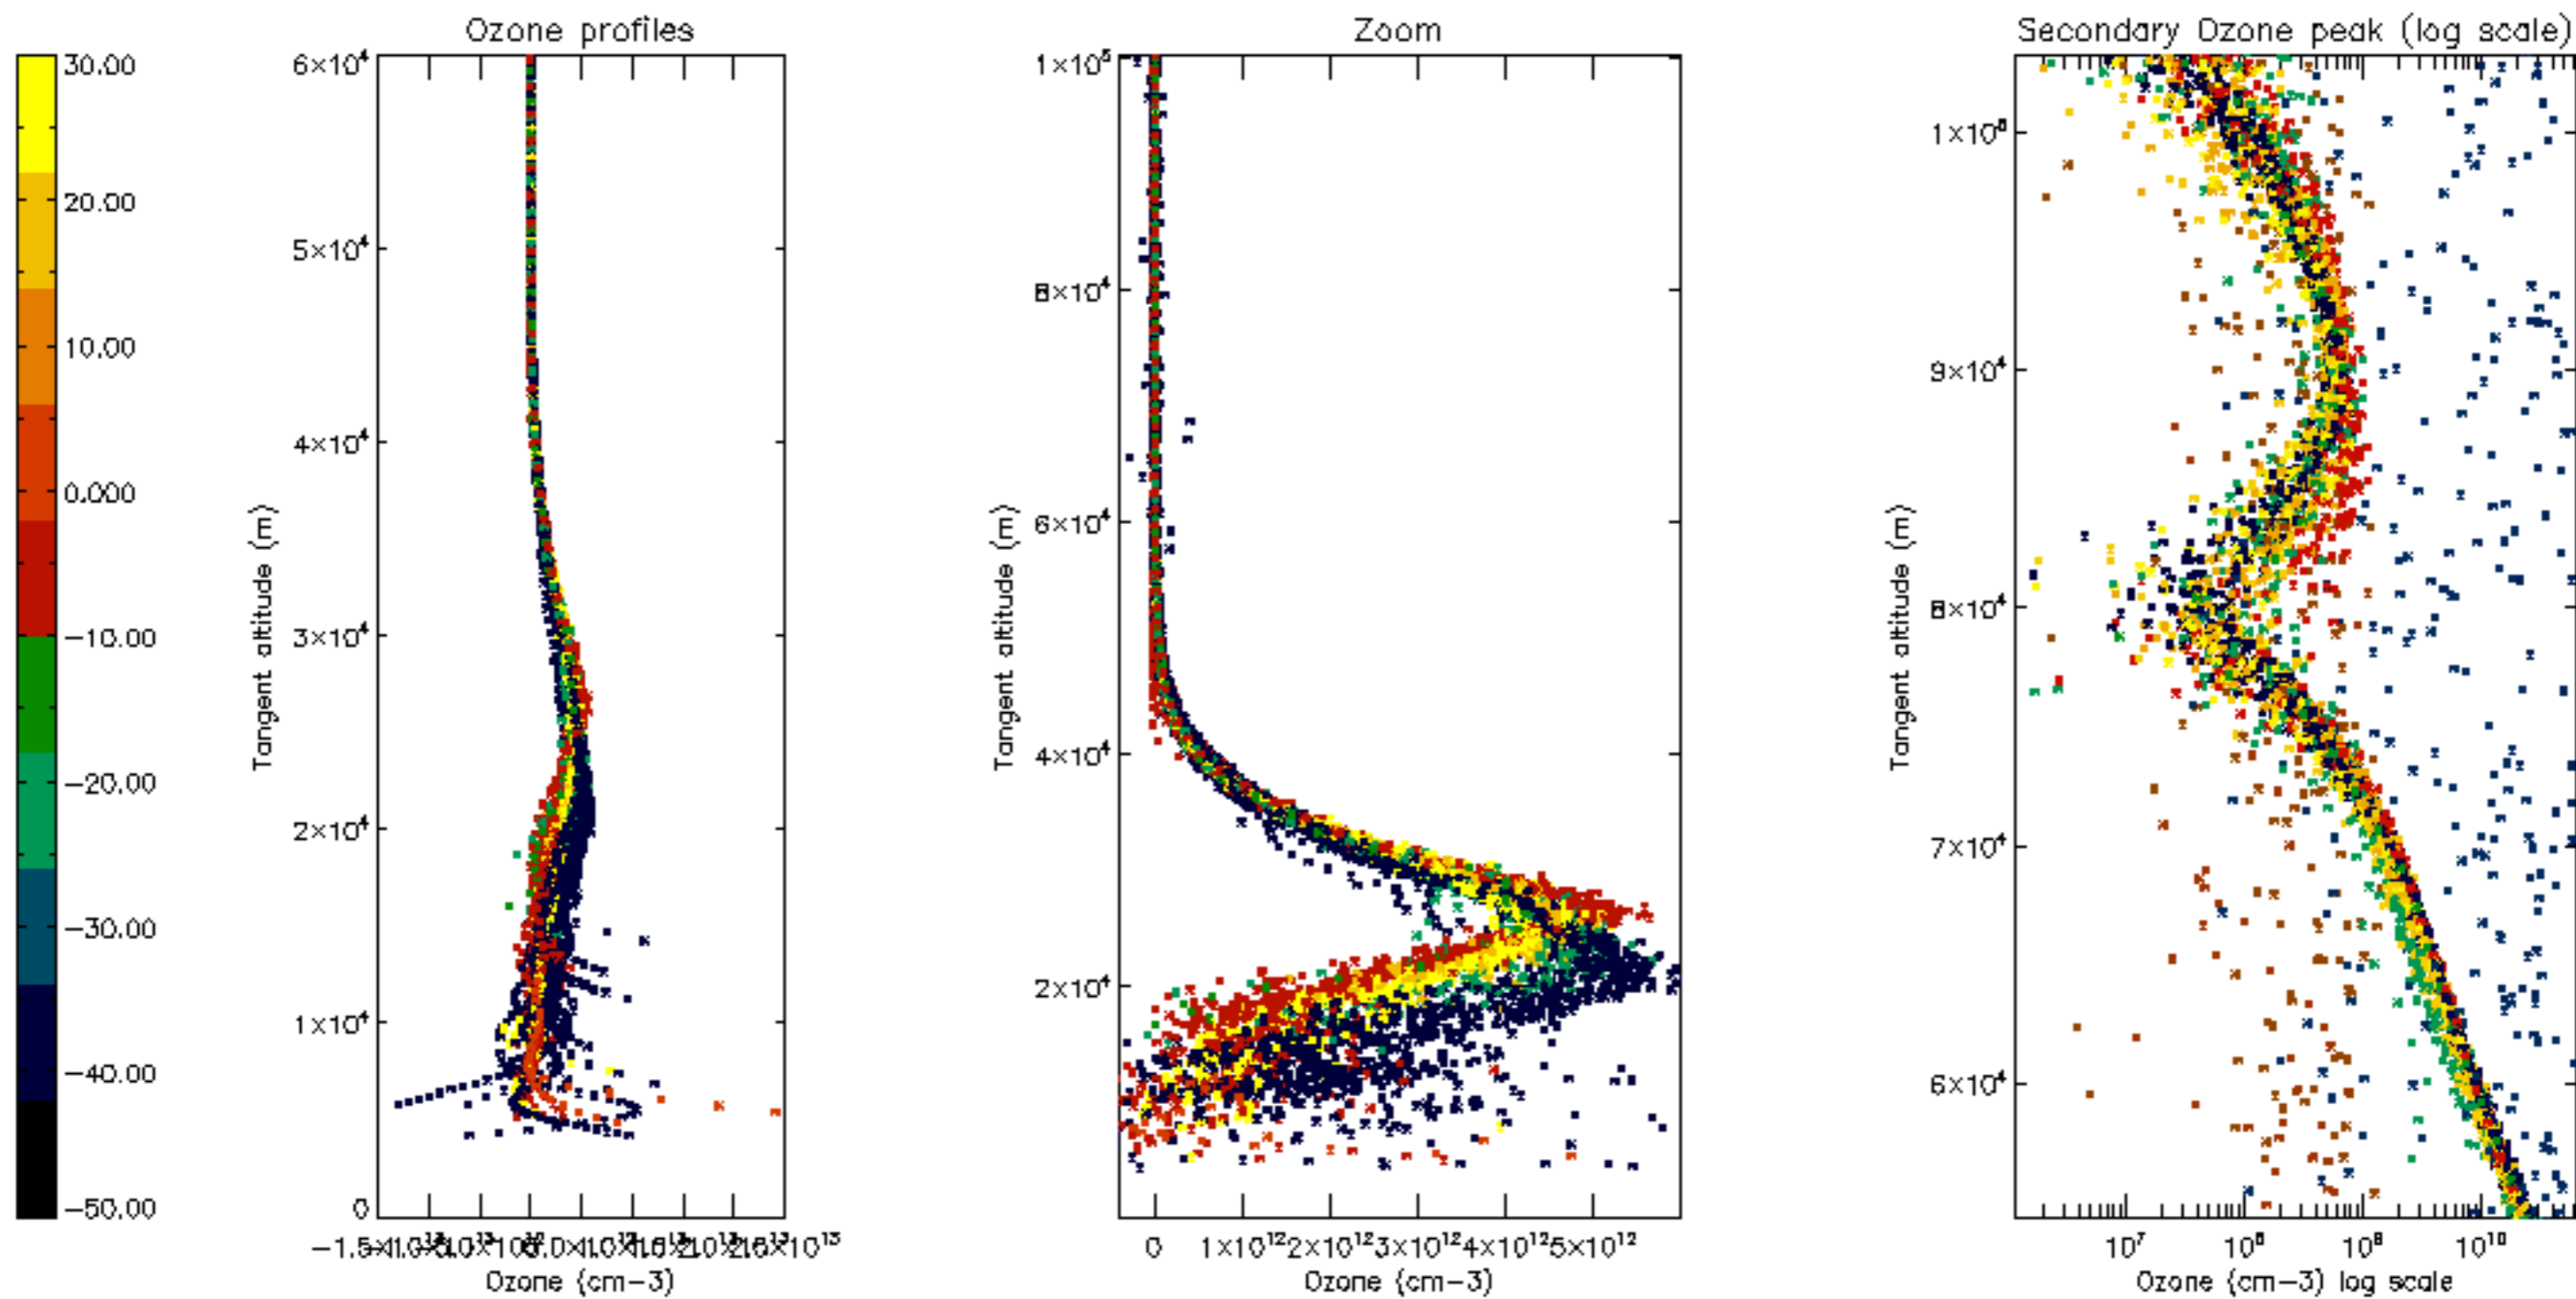 Ozone profiles
Zoom
Secondary Ozone peak (log scale)
30.00
20.00
10.00
0.000
-10.00
-20.00
-30.00
-40.00
-50.00
6×10⁴
5×10⁴
4×10⁴
3×10⁴
2×10⁴
1×10⁴
0
Tangent altitude (m)
Ozone (cm-3)
1×10⁵
8×10⁴
6×10⁴
4×10⁴
2×10⁴
Tangent altitude (m)
0 1×10¹² 2×10¹² 3×10¹² 4×10¹² 5×10¹²
Ozone (cm-3)
1×10⁵
9×10⁴
8×10⁴
7×10⁴
6×10⁴
Tangent altitude (m)
10⁷ 10⁸ 10⁹ 10¹⁰
Ozone (cm-3) log scale